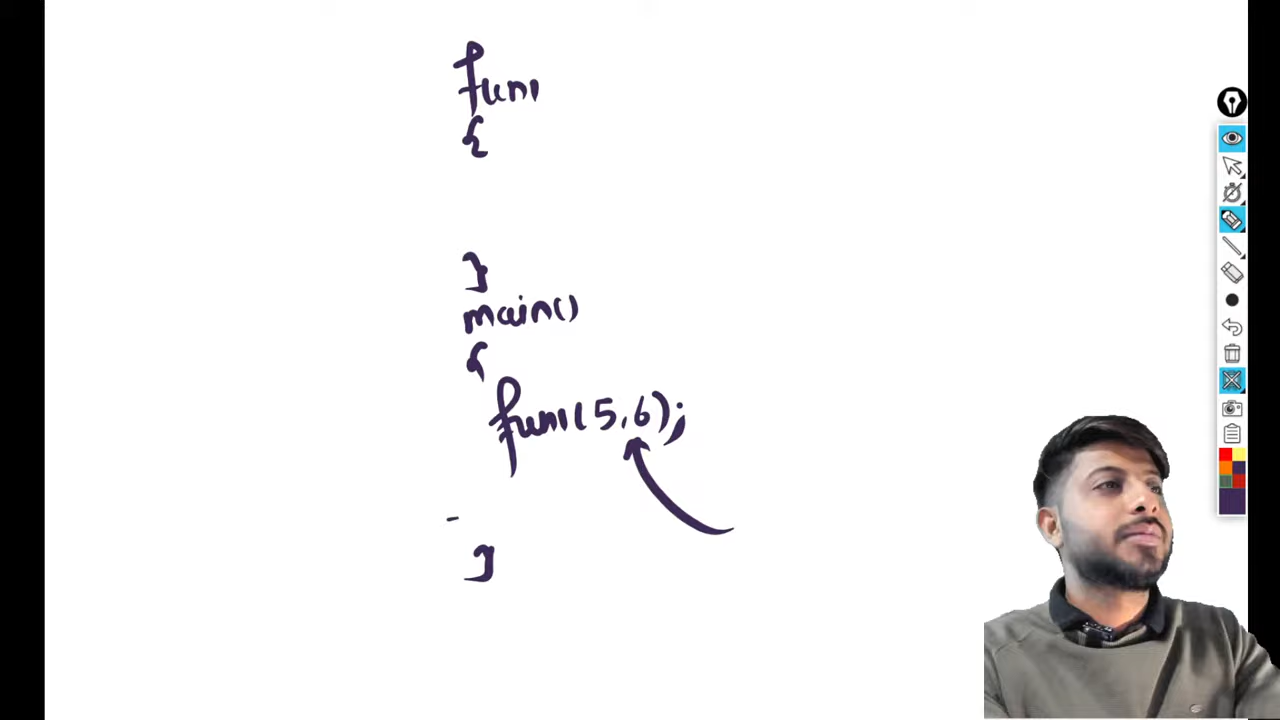 fun1
{
}
main()
{
fun1(5,6);
}